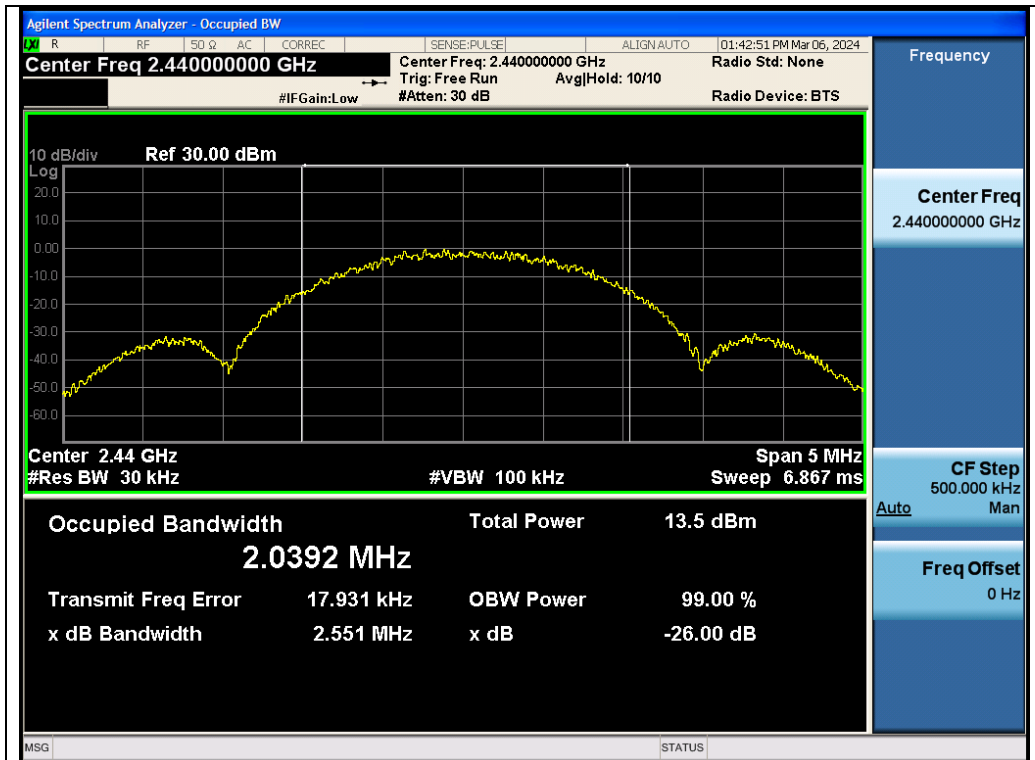 Agilent Spectrum Analyzer - Occupied BW
LXI R RF 50 Ω AC CORREC SENSE:PULSE ALIGN AUTO 01:42:51 PM Mar 06, 2024
Center Freq 2.440000000 GHz
Center Freq: 2.440000000 GHz Radio Std: None
Trig: Free Run Avg|Hold: 10/10
#IFGain:Low #Atten: 30 dB Radio Device: BTS
10 dB/div Ref 30.00 dBm
Log
20.0
10.0
0.00
-10.0
-20.0
-30.0
-40.0
-50.0
-60.0
Center 2.44 GHz Span 5 MHz
#Res BW 30 kHz #VBW 100 kHz Sweep 6.867 ms
Occupied Bandwidth Total Power 13.5 dBm
2.0392 MHz
Transmit Freq Error 17.931 kHz OBW Power 99.00 %
x dB Bandwidth 2.551 MHz x dB -26.00 dB
MSG STATUS
Frequency
Center Freq
2.440000000 GHz
CF Step
500.000 kHz
Auto Man
Freq Offset
0 Hz